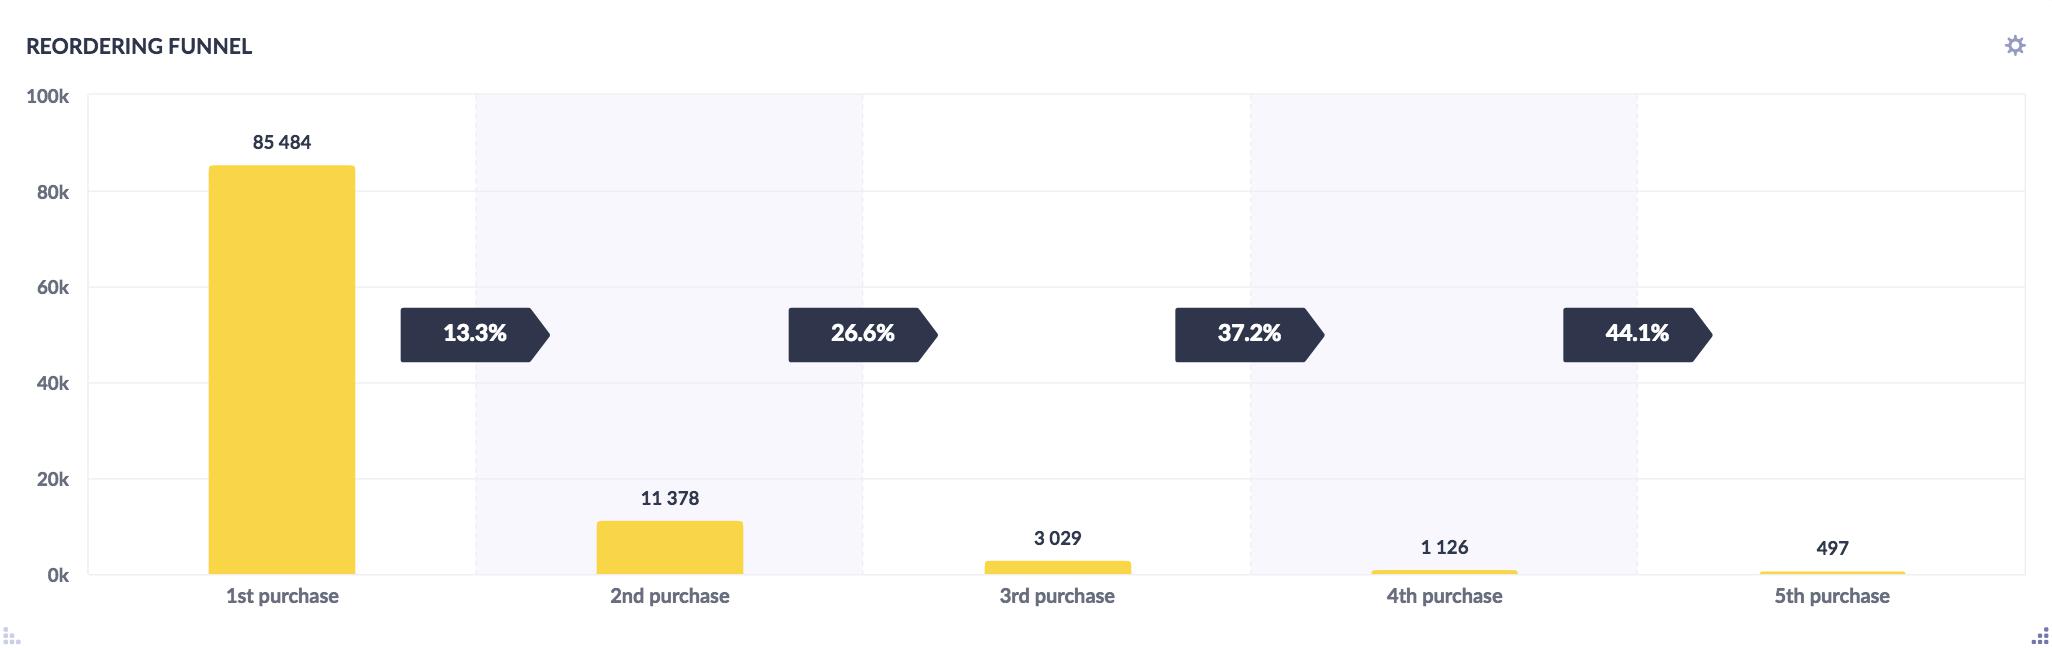 REORDERING FUNNEL
100k
80k
60k
40k
20k
0k
85 484
11 378
3 029
1 126
497
13.3%
26.6%
37.2%
44.1%
1st purchase
2nd purchase
3rd purchase
4th purchase
5th purchase